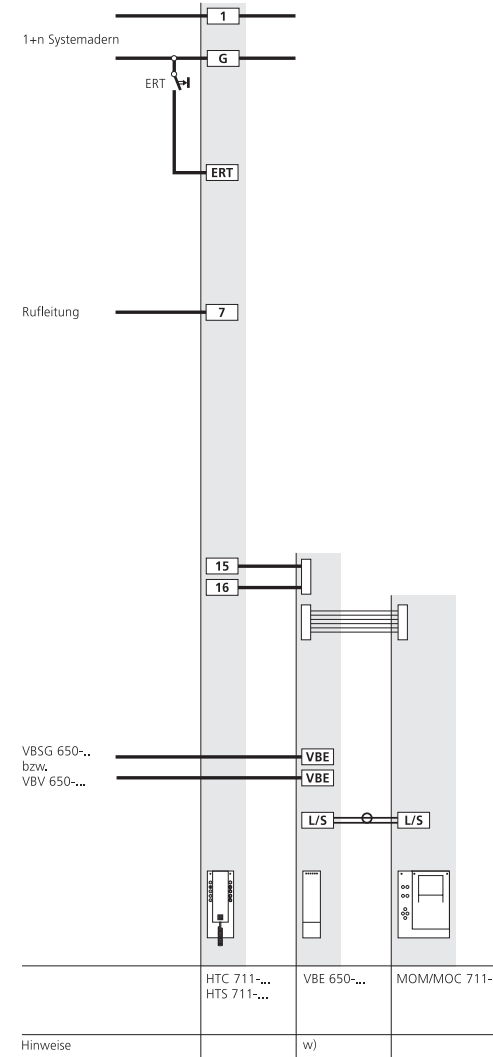 1
1+n Systemadern
G
ERT
ERT
Rufleitung
7
15
16
VBSG 650-..
bzw.
VBV 650-...
VBE
VBE
L/S
L/S
HTC 711-...
HTS 711-...
VBE 650-...
MOM/MOC 711-
Hinweise
w)